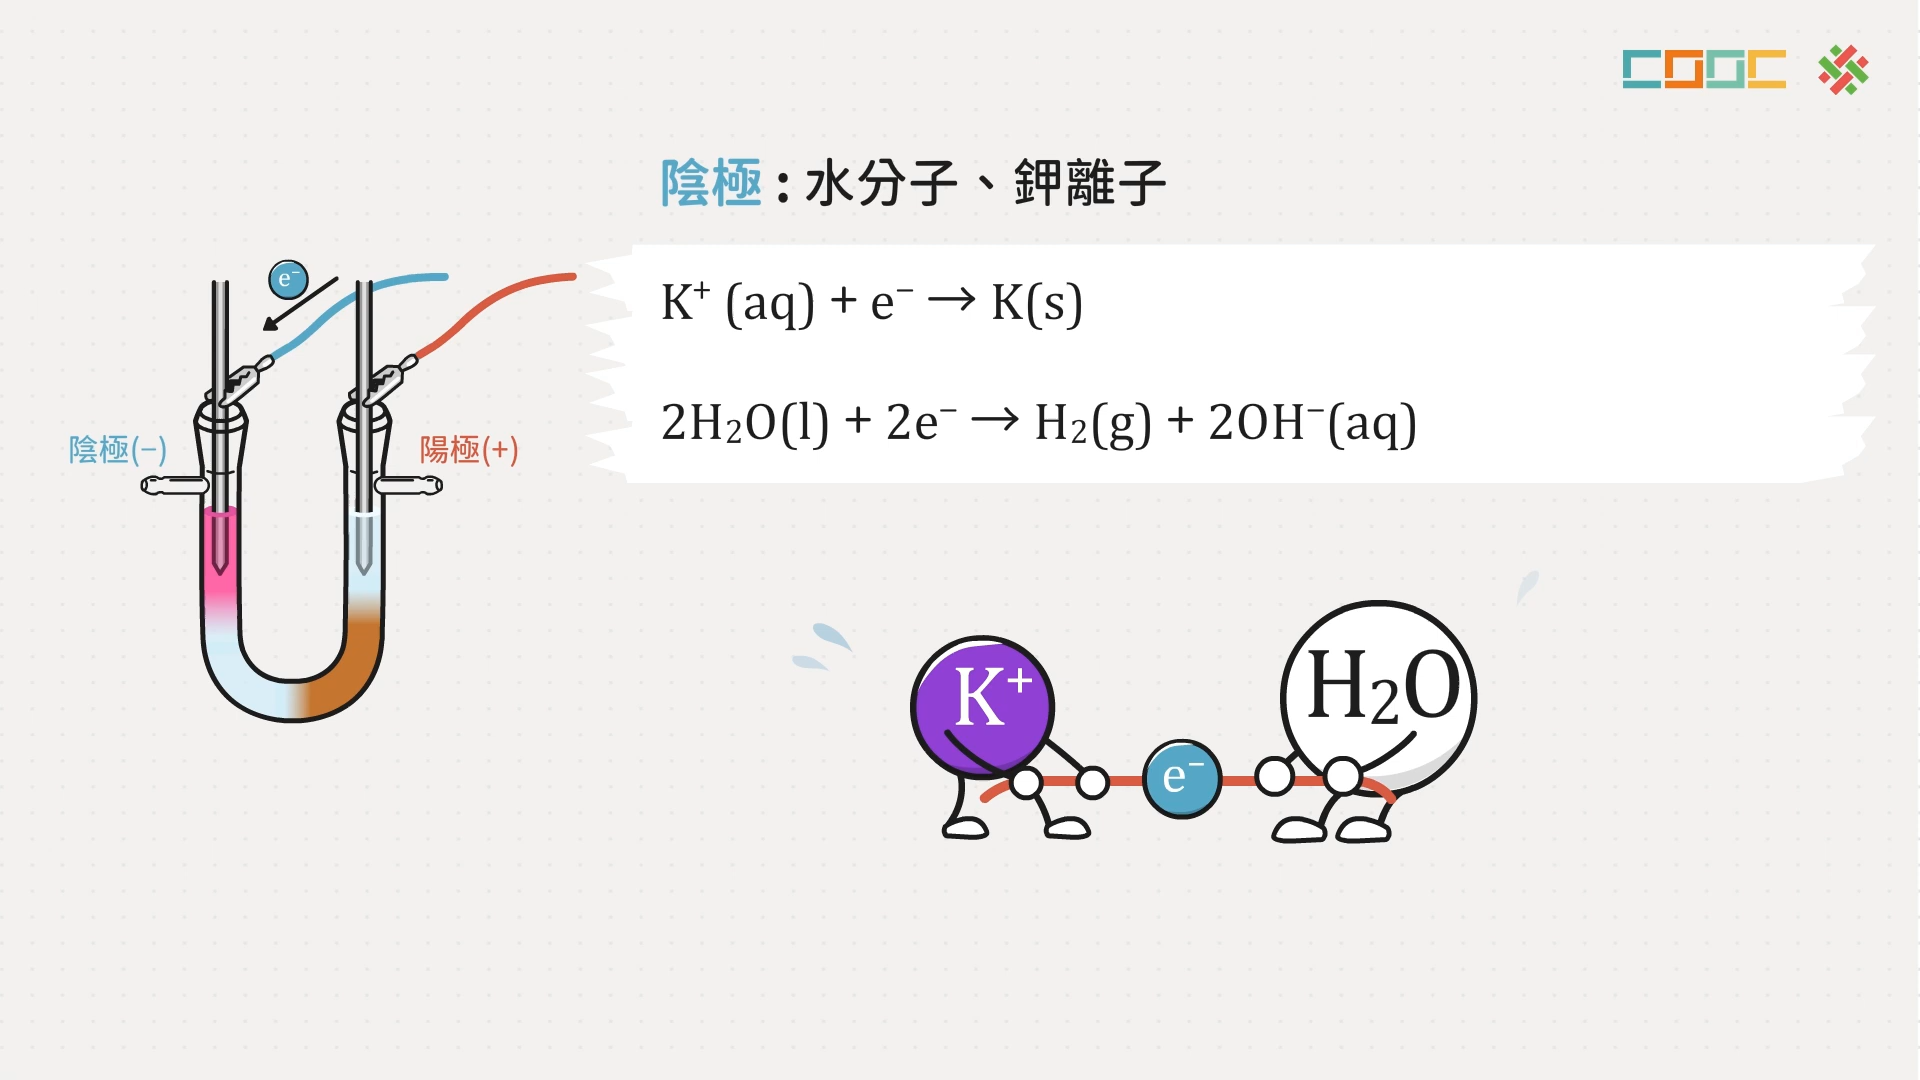 COOC
陰極：水分子、鉀離子
K⁺ (aq) + e⁻ → K(s)
2H₂O(l) + 2e⁻ → H₂(g) + 2OH⁻(aq)
e⁻
陰極(−)
陽極(+)
K⁺
e⁻
H₂O